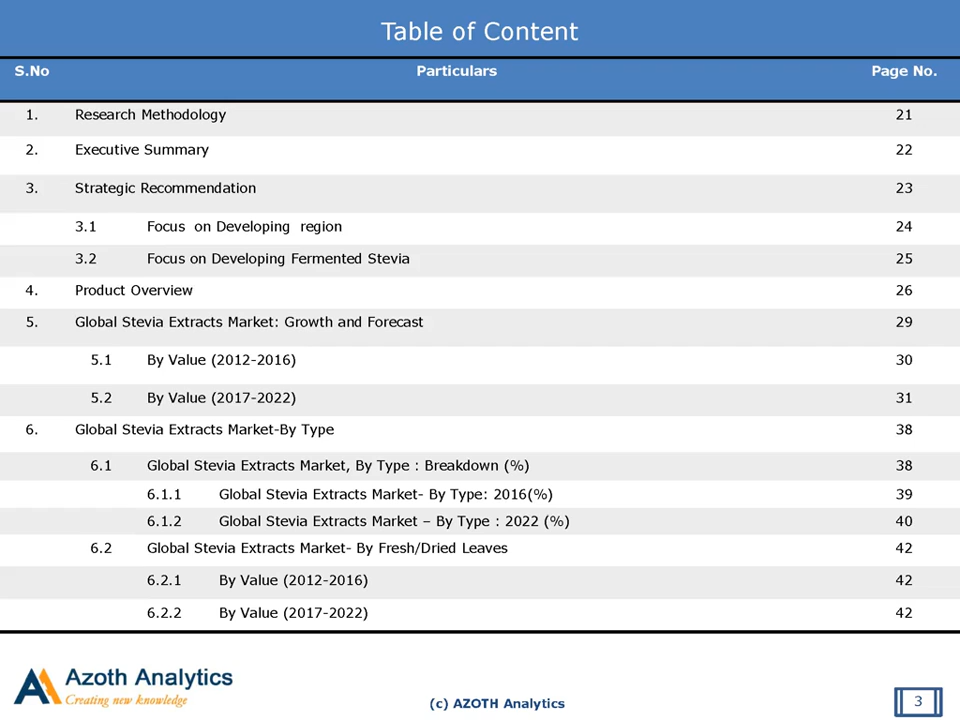 Table of Content
S.No Particulars Page No.
1. Research Methodology 21
2. Executive Summary 22
3. Strategic Recommendation 23
3.1 Focus on Developing region 24
3.2 Focus on Developing Fermented Stevia 25
4. Product Overview 26
5. Global Stevia Extracts Market: Growth and Forecast 29
5.1 By Value (2012-2016) 30
5.2 By Value (2017-2022) 31
6. Global Stevia Extracts Market-By Type 38
6.1 Global Stevia Extracts Market, By Type : Breakdown (%) 38
6.1.1 Global Stevia Extracts Market- By Type: 2016(%) 39
6.1.2 Global Stevia Extracts Market – By Type : 2022 (%) 40
6.2 Global Stevia Extracts Market- By Fresh/Dried Leaves 42
6.2.1 By Value (2012-2016) 42
6.2.2 By Value (2017-2022) 42
Azoth Analytics
Creating new knowledge
(c) AZOTH Analytics
3